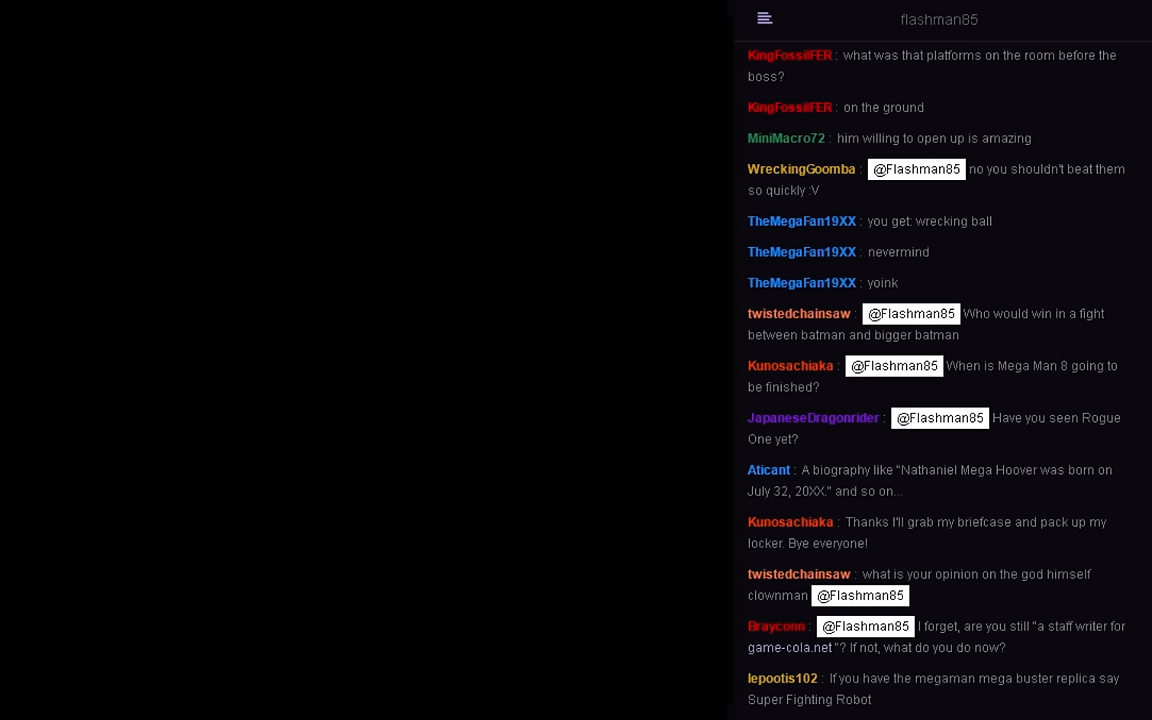 flashman85
KingFossilFER : what was that platforms on the room before the
boss?
KingFossilFER : on the ground
MiniMacro72 : him willing to open up is amazing
WreckingGoomba : @Flashman85 no you shouldn't beat them
so quickly :V
TheMegaFan19XX : you get: wrecking ball
TheMegaFan19XX : nevermind
TheMegaFan19XX : yoink
twistedchainsaw : @Flashman85 Who would win in a fight
between batman and bigger batman
Kunosachiaka : @Flashman85 When is Mega Man 8 going to
be finished?
JapaneseDragonrider : @Flashman85 Have you seen Rogue
One yet?
Aticant : A biography like "Nathaniel Mega Hoover was born on
July 32, 20XX." and so on...
Kunosachiaka : Thanks I'll grab my briefcase and pack up my
locker. Bye everyone!
twistedchainsaw : what is your opinion on the god himself
clownman @Flashman85
Brayconn : @Flashman85 I forget, are you still "a staff writer for
game-cola.net "? If not, what do you do now?
lepootis102 : If you have the megaman mega buster replica say
Super Fighting Robot